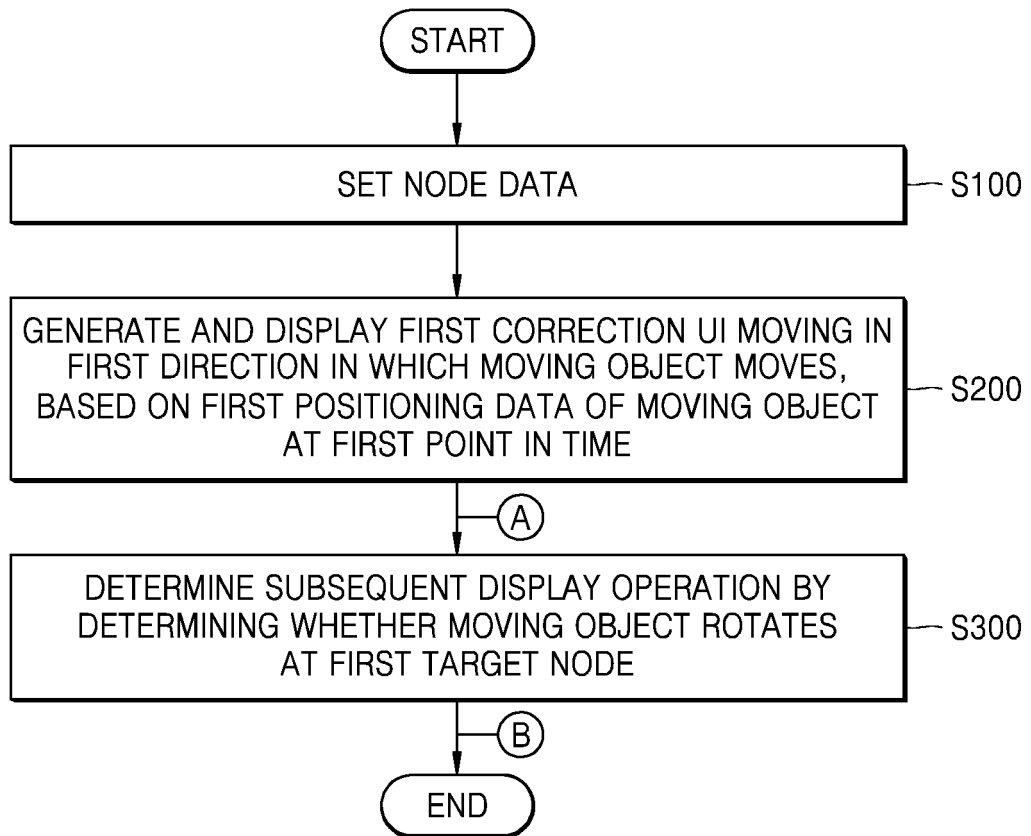 START
SET NODE DATA
S100
GENERATE AND DISPLAY FIRST CORRECTION UI MOVING IN
FIRST DIRECTION IN WHICH MOVING OBJECT MOVES,
BASED ON FIRST POSITIONING DATA OF MOVING OBJECT
AT FIRST POINT IN TIME
S200
A
DETERMINE SUBSEQUENT DISPLAY OPERATION BY
DETERMINING WHETHER MOVING OBJECT ROTATES
AT FIRST TARGET NODE
S300
B
END